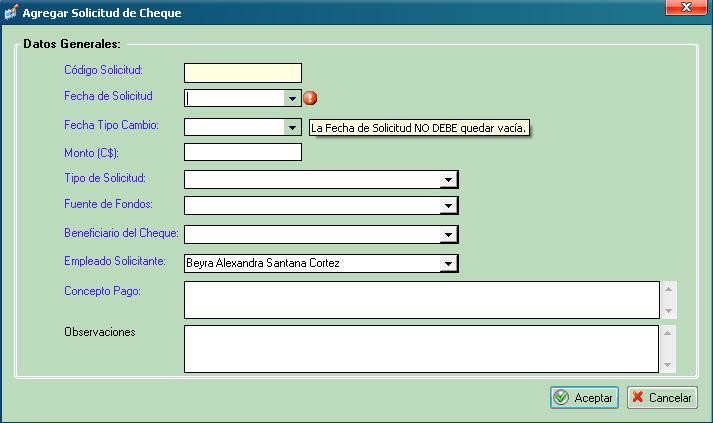 Agregar Solicitud de Cheque
Datos Generales:
Código Solicitud:
Fecha de Solicitud
Fecha Tipo Cambio:
La Fecha de Solicitud NO DEBE quedar vacía.
Monto (C$):
Tipo de Solicitud:
Fuente de Fondos:
Beneficiario del Cheque:
Empleado Solicitante: Beyra Alexandra Santana Cortez
Concepto Pago:
Observaciones
Aceptar Cancelar